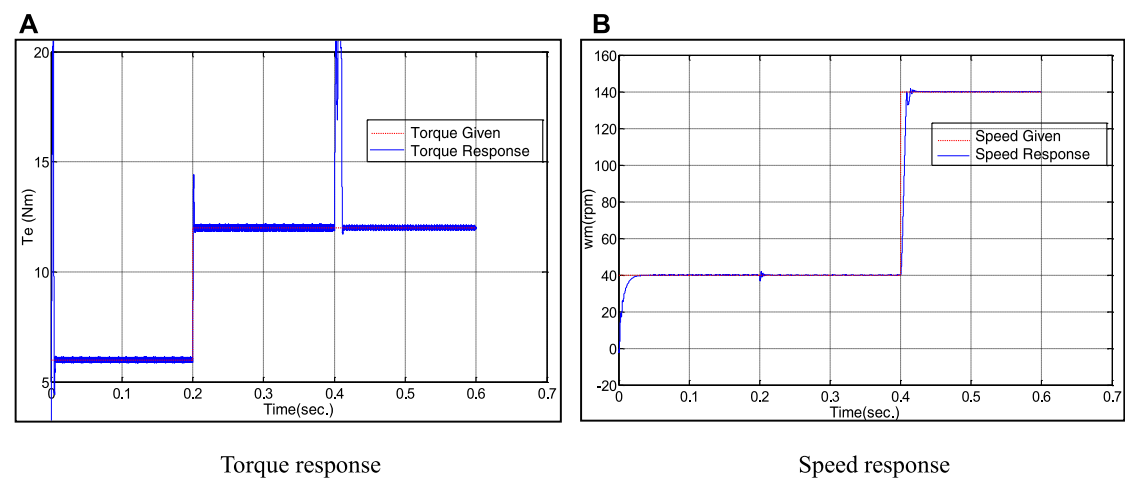 A
20
15
10
5
Te (Nm)
Torque Given
Torque Response
0
0.1
0.2
0.3
0.4
0.5
0.6
0.7
Time(sec.)
Torque response
B
160
140
120
100
80
60
40
20
0
-20
wm(rpm)
Speed Given
Speed Response
0
0.1
0.2
0.3
0.4
0.5
0.6
0.7
Time(sec.)
Speed response